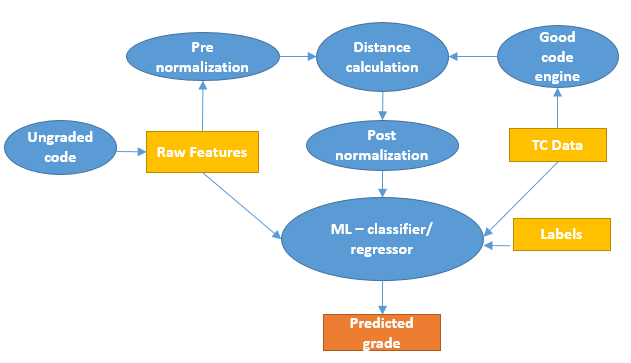 Pre
normalization
Distance
calculation
Good
code
engine
Ungraded
code
Raw Features
Post
normalization
TC Data
ML – classifier/
regressor
Labels
Predicted
grade